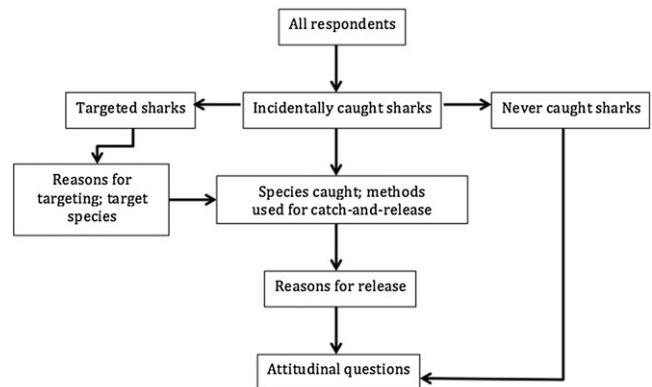 All respondents
Targeted sharks
Incidentally caught sharks
Never caught sharks
Reasons for
targeting; target
species
Species caught; methods
used for catch-and-release
Reasons for release
Attitudinal questions